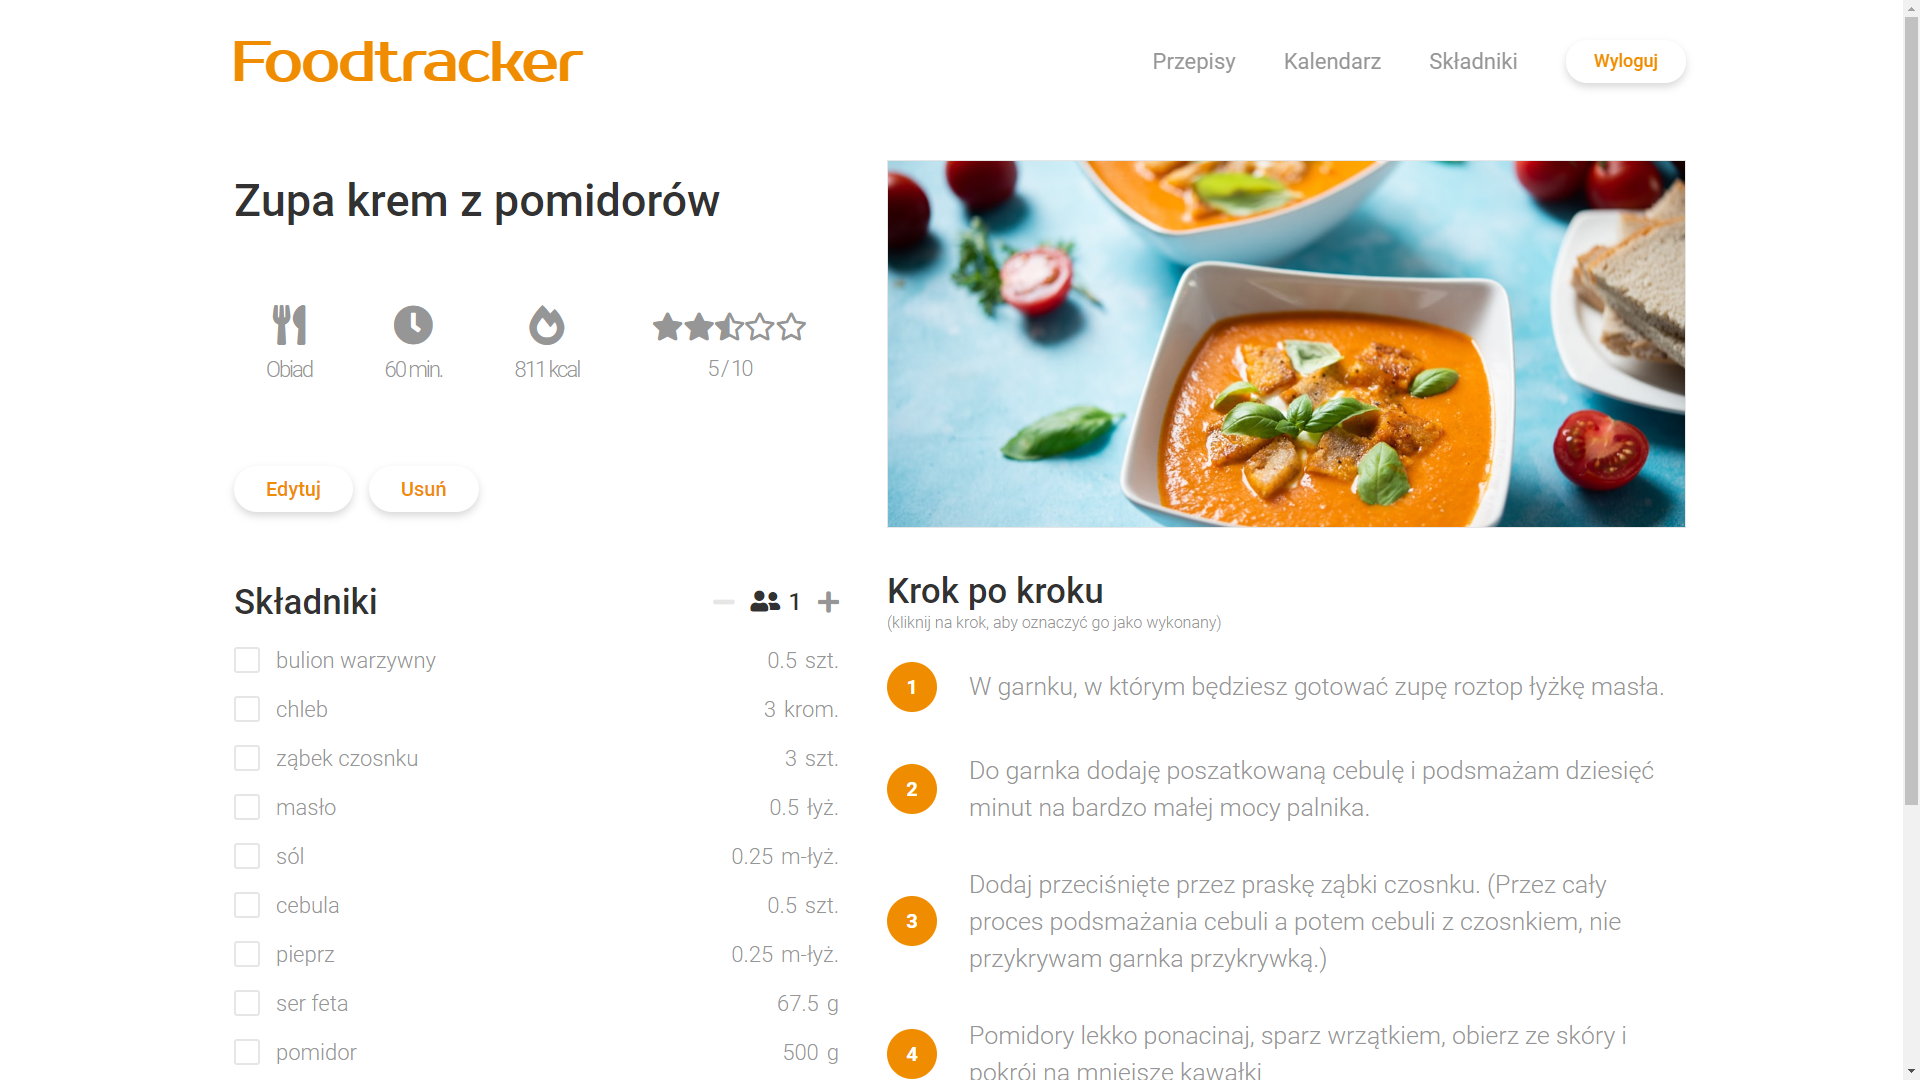 Foodtracker
Przepisy Kalendarz Składniki Wyloguj
Zupa krem z pomidorów
Obiad 60 min. 811 kcal 5 / 10
Edytuj Usuń
Składniki 1
bulion warzywny 0.5 szt.
chleb 3 krom.
ząbek czosnku 3 szt.
masło 0.5 łyż.
sól 0.25 m-łyż.
cebula 0.5 szt.
pieprz 0.25 m-łyż.
ser feta 67.5 g
pomidor 500 g
Krok po kroku
(kliknij na krok, aby oznaczyć go jako wykonany)
1 W garnku, w którym będziesz gotować zupę roztop łyżkę masła.
2 Do garnka dodaję poszatkowaną cebulę i podsmażam dziesięć
minut na bardzo małej mocy palnika.
3 Dodaj przeciśnięte przez praskę ząbki czosnku. (Przez cały
proces podsmażania cebuli a potem cebuli z czosnkiem, nie
przykrywam garnka przykrywką.)
4 Pomidory lekko ponacinaj, sparz wrzątkiem, obierz ze skóry i
pokrój na mniejsze kawałki